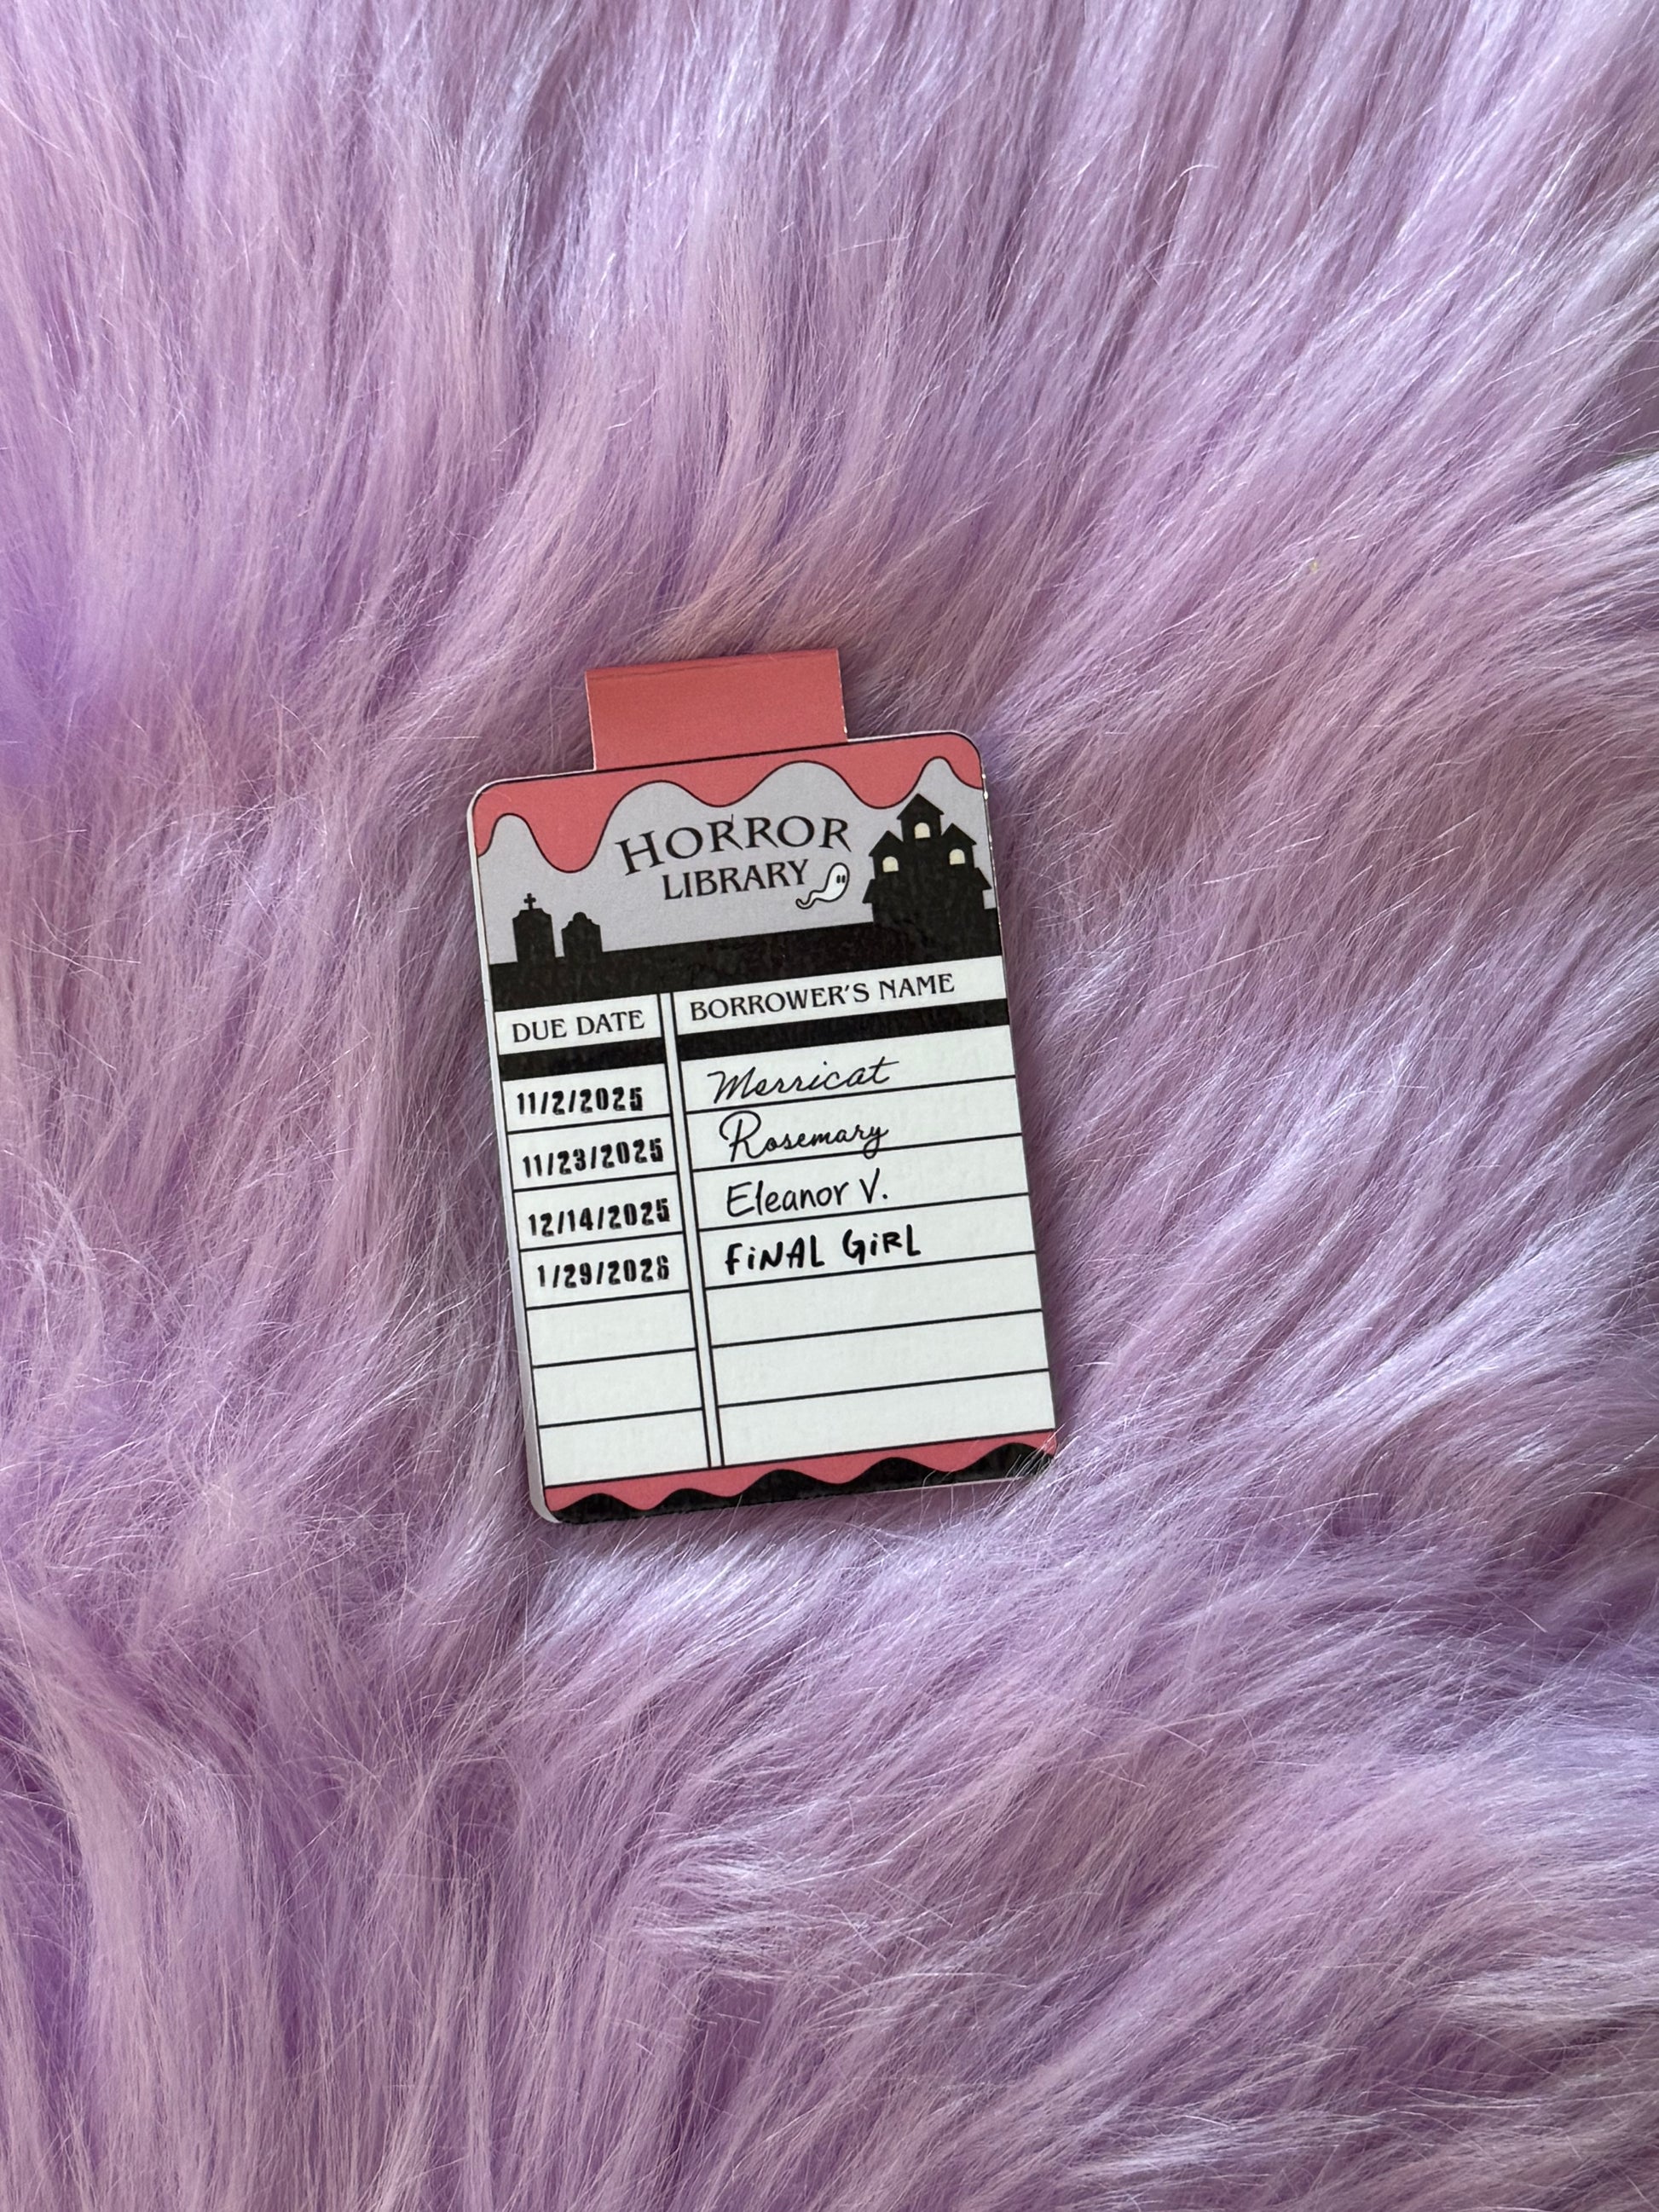 HORROR
LIBRARY
DUE DATE BORROWER'S NAME
11/2/2025 Merricat
11/23/2025 Rosemary
12/14/2025 Eleanor V.
1/29/2026 FiNAL GiRL